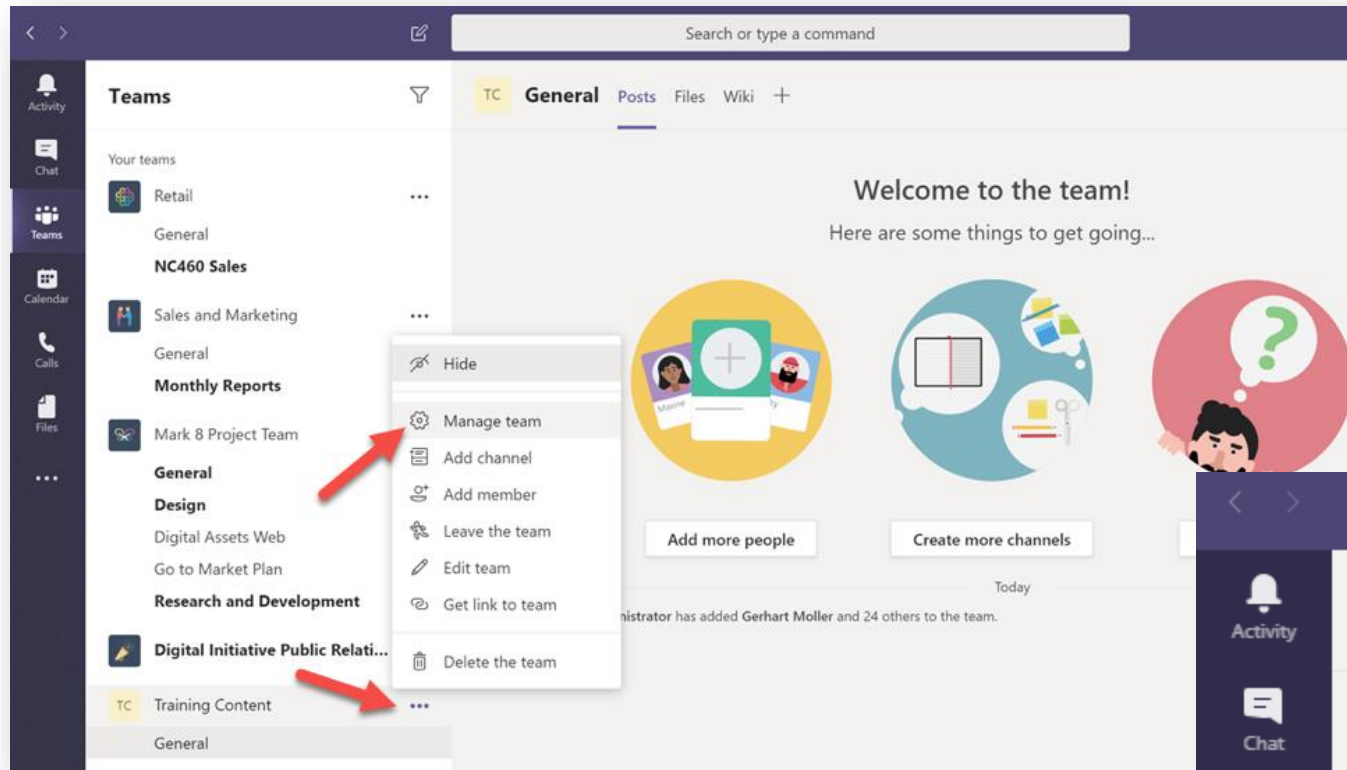 Search or type a command
Activity
Chat
Teams
Calendar
Calls
Files
Teams
Your teams
Retail
General
NC460 Sales
Sales and Marketing
General
Monthly Reports
Mark 8 Project Team
General
Design
Digital Assets Web
Go to Market Plan
Research and Development
Digital Initiative Public Relati...
TC Training Content
General
Hide
Manage team
Add channel
Add member
Leave the team
Edit team
Get link to team
Delete the team
TC General Posts Files Wiki
Welcome to the team!
Here are some things to get going...
Maxine
Add more people
Create more channels
Today
nistrator has added Gerhart Moller and 24 others to the team.
Activity
Chat